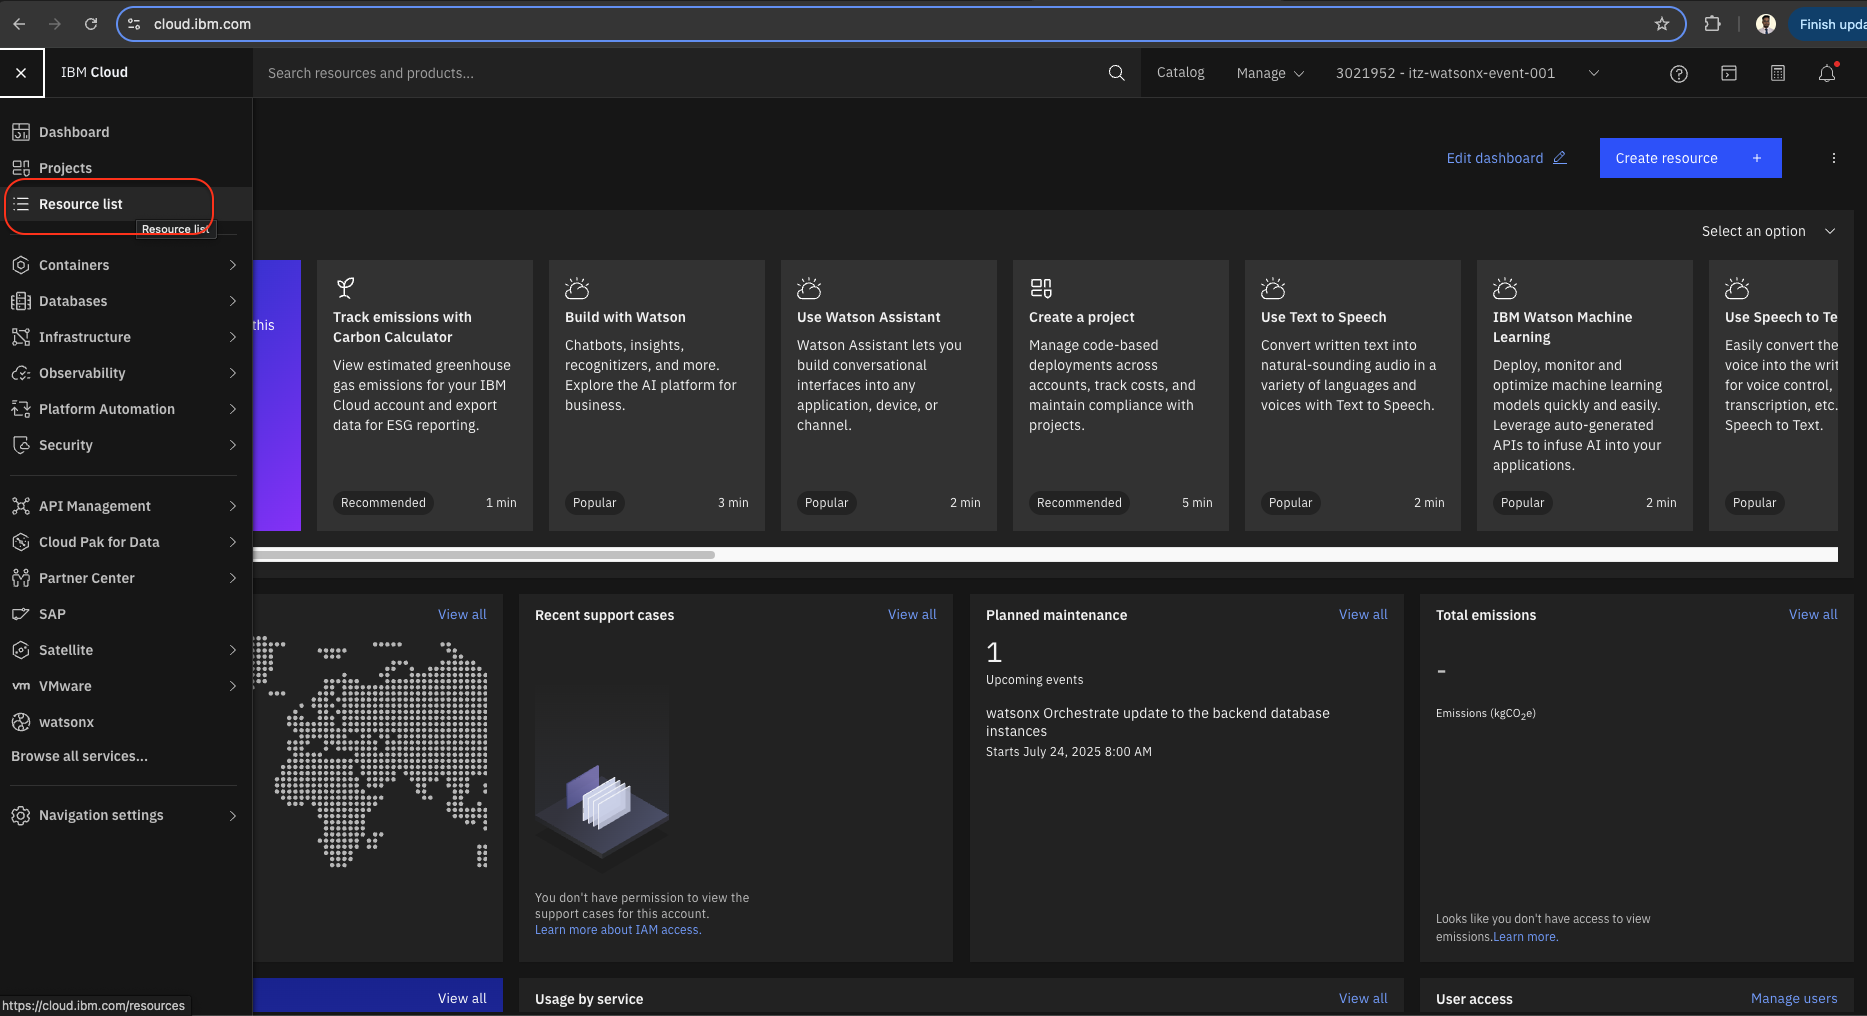 cloud.ibm.com
Finish upda
IBM Cloud
Search resources and products...
Catalog
Manage
3021952 - itz-watsonx-event-001
Dashboard
Projects
Resource list
Resource list
Containers
Databases
Infrastructure
Observability
Platform Automation
Security
API Management
Cloud Pak for Data
Partner Center
SAP
Satellite
vm VMware
watsonx
Browse all services...
Navigation settings
https://cloud.ibm.com/resources
Edit dashboard
Create resource +
Select an option
this
Track emissions with
Carbon Calculator
View estimated greenhouse
gas emissions for your IBM
Cloud account and export
data for ESG reporting.
Recommended
1 min
Build with Watson
Chatbots, insights,
recognizers, and more.
Explore the AI platform for
business.
Popular
3 min
Use Watson Assistant
Watson Assistant lets you
build conversational
interfaces into any
application, device, or
channel.
Popular
2 min
Create a project
Manage code-based
deployments across
accounts, track costs, and
maintain compliance with
projects.
Recommended
5 min
Use Text to Speech
Convert written text into
natural-sounding audio in a
variety of languages and
voices with Text to Speech.
Popular
2 min
IBM Watson Machine
Learning
Deploy, monitor and
optimize machine learning
models quickly and easily.
Leverage auto-generated
APIs to infuse AI into your
applications.
Popular
2 min
Use Speech to Te
Easily convert the
voice into the writ
for voice control,
transcription, etc.
Speech to Text.
Popular
View all
Recent support cases
View all
You don't have permission to view the
support cases for this account.
Learn more about IAM access.
Planned maintenance
View all
1
Upcoming events
watsonx Orchestrate update to the backend database
instances
Starts July 24, 2025 8:00 AM
Total emissions
View all
-
Emissions (kgCO2e)
Looks like you don't have access to view
emissions.Learn more.
View all
Usage by service
View all
User access
Manage users